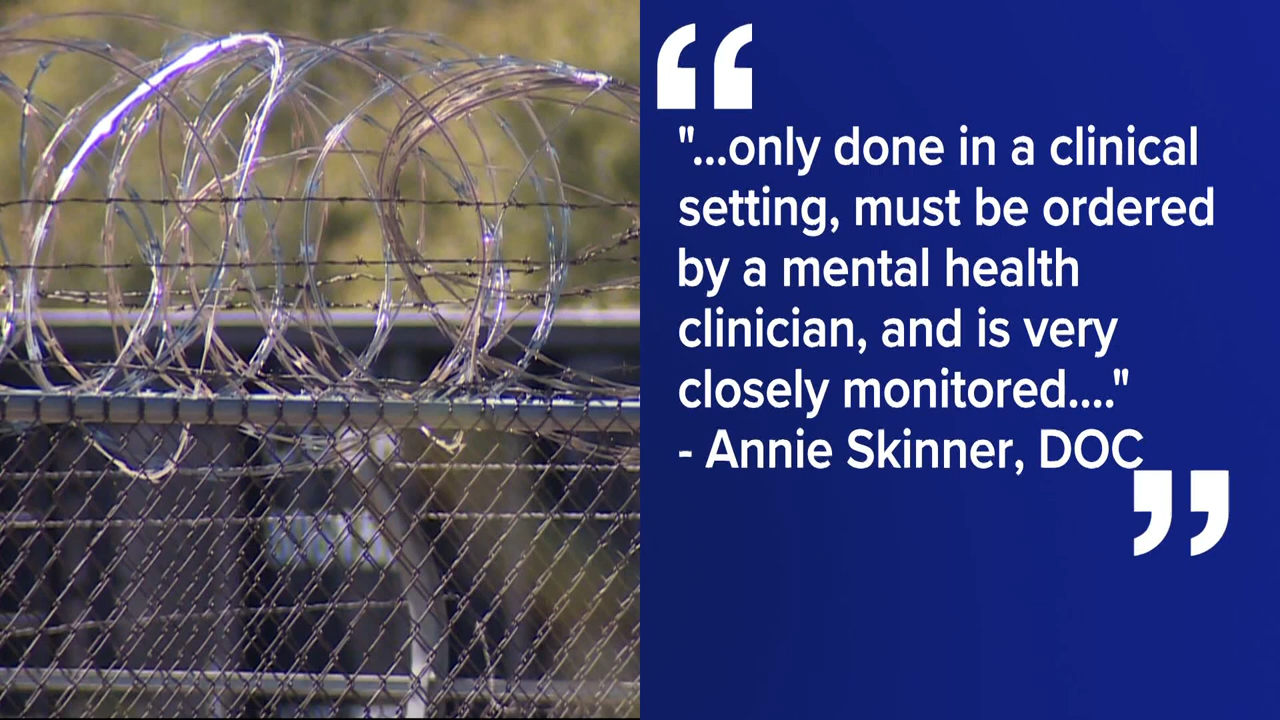 "...only done in a clinical
setting, must be ordered
by a mental health
clinician, and is very
closely monitored...."
- Annie Skinner, DOC